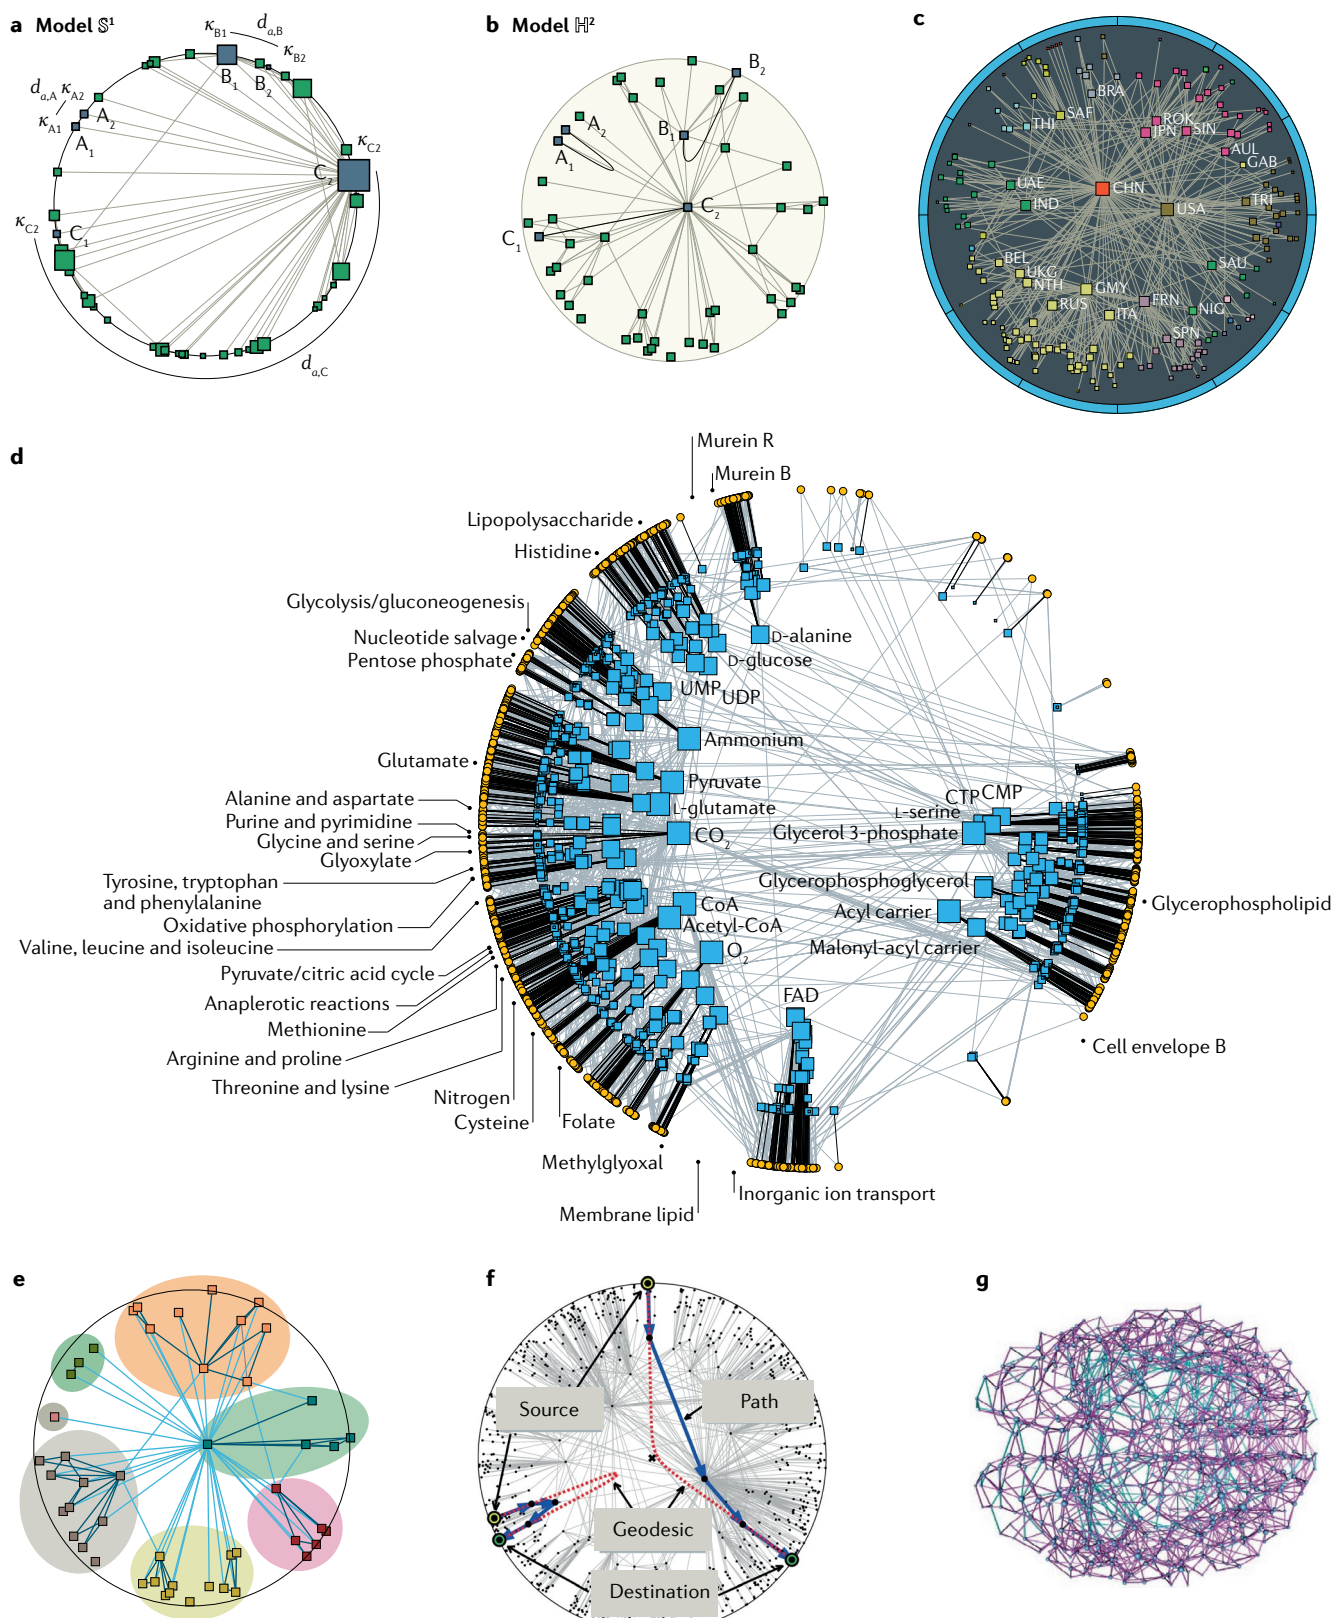 a Model 𝕊¹
κB1
da,B
κB2
B1
B2
da,A
κA2
κA1
A2
A1
κC2
C2
κC2
C1
da,C
b Model ℍ²
B2
A2
A1
B1
C2
C1
c
BRA
SAF
THI
ROK
JPN
SIN
AUL
GAB
UAE
CHN
IND
USA
TRI
BEL
UKG
NTH
SAU
GMY
RUS
FRN
ITA
NIG
SPN
d
Murein R
Murein B
Lipopolysaccharide
Histidine
Glycolysis/gluconeogenesis
Nucleotide salvage
Pentose phosphate
D-alanine
D-glucose
UMP
UDP
Ammonium
Glutamate
Pyruvate
Alanine and aspartate
L-glutamate
CTP
CMP
L-serine
Purine and pyrimidine
Glycine and serine
CO2
Glycerol 3-phosphate
Glyoxylate
Tyrosine, tryptophan
and phenylalanine
Glycerophosphoglycerol
CoA
Acyl carrier
Glycerophospholipid
Oxidative phosphorylation
Acetyl-CoA
Valine, leucine and isoleucine
O2
Malonyl-acyl carrier
Pyruvate/citric acid cycle
FAD
Anaplerotic reactions
Methionine
Cell envelope B
Arginine and proline
Threonine and lysine
Nitrogen
Cysteine
Folate
Methylglyoxal
Inorganic ion transport
Membrane lipid
e
f
Source
Path
Geodesic
Destination
g